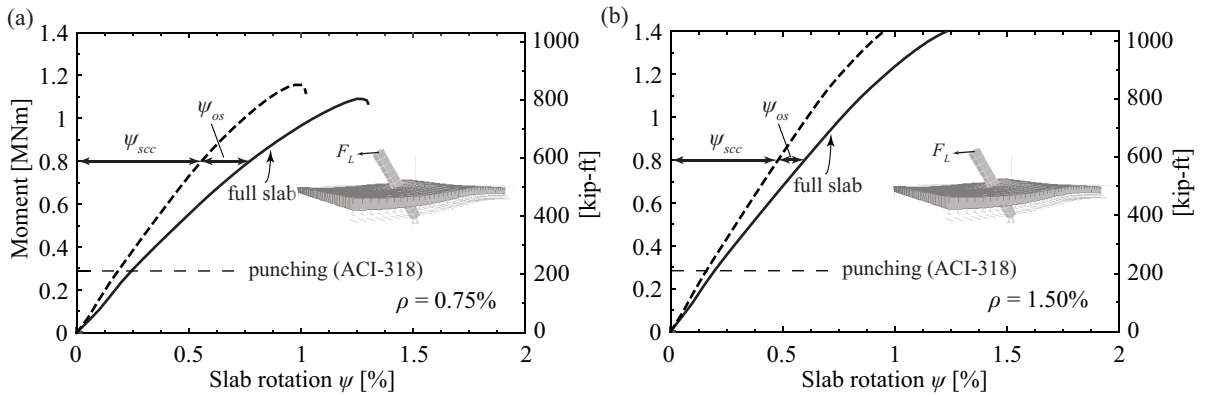 (a)
1.4
1.2
1
0.8
0.6
0.4
0.2
0
Moment [MNm]
1000
800
600
400
200
0
[kip-ft]
ψscc
ψos
full slab
FL
punching (ACI-318)
ρ = 0.75%
0
0.5
1
1.5
2
Slab rotation ψ [%]
(b)
1.4
1.2
1
0.8
0.6
0.4
0.2
0
1000
800
600
400
200
0
[kip-ft]
ψscc
ψos
full slab
FL
punching (ACI-318)
ρ = 1.50%
0
0.5
1
1.5
2
Slab rotation ψ [%]